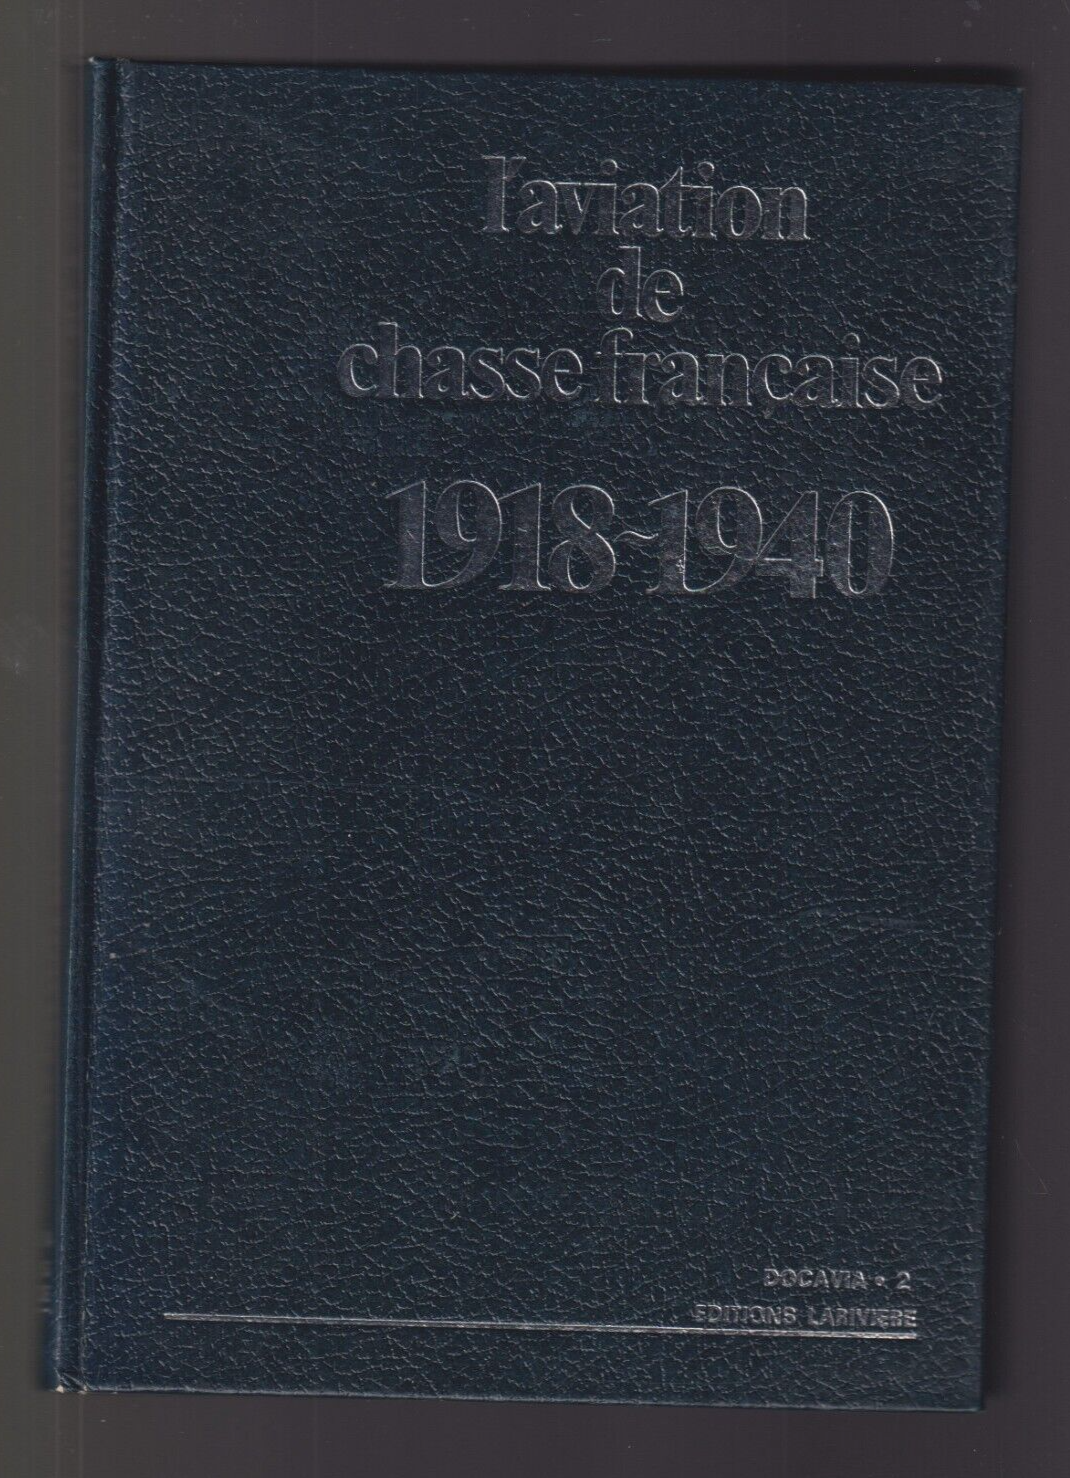 l'aviation
de
chasse française
1918~1940
DOCAVIA • 2
EDITIONS LARIVIERE